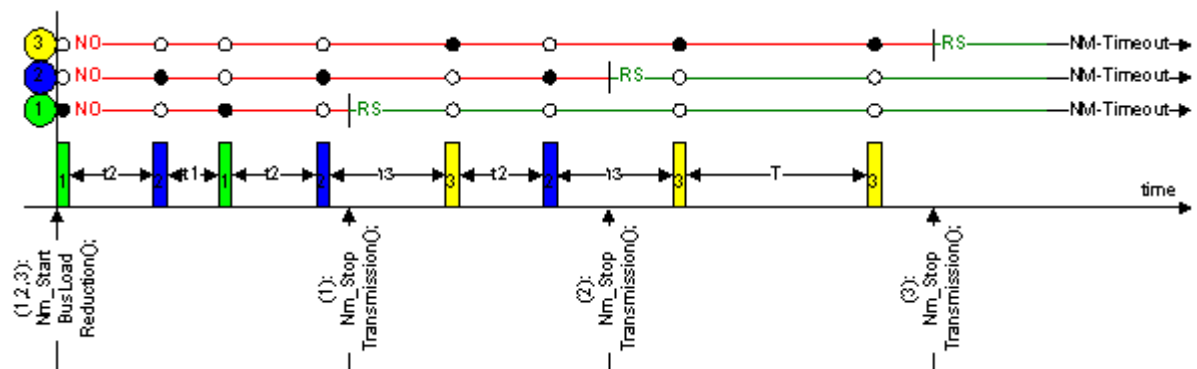 3 NO RS NM-Timeout
2 NO RS NM-Timeout
1 NO RS NM-Timeout
1 t2 2 t1 1 t2 2 t3 3 t2 2 t3 3 T 3
time
(1,2,3):
Nm_Start
BusLoad
Reduction();
(1):
Nm_Stop
Transmission();
(2):
Nm_Stop
Transmission();
(3):
Nm_Stop
Transmission();